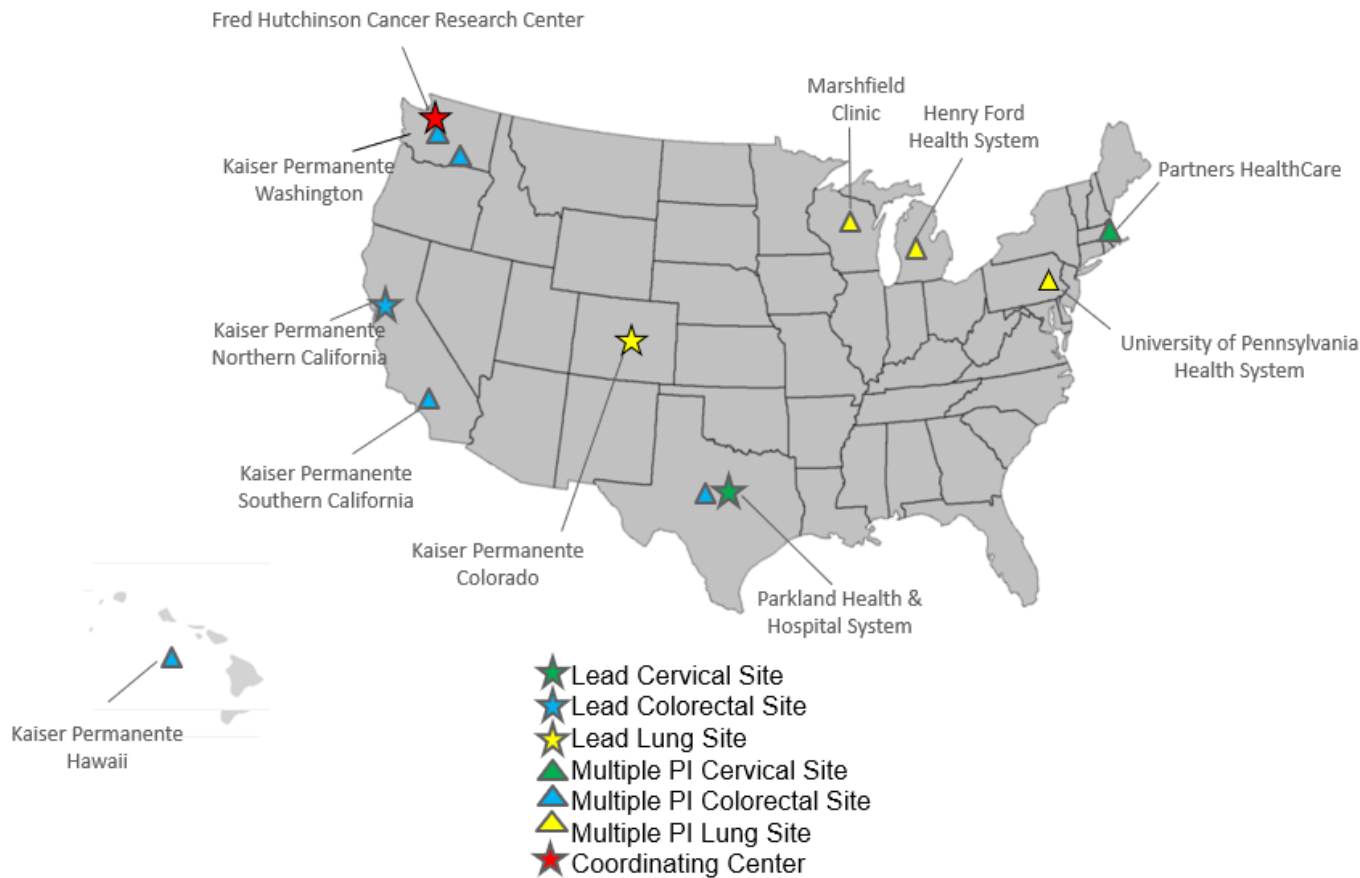 Fred Hutchinson Cancer Research Center
Marshfield
Clinic
Henry Ford
Health System
Partners HealthCare
Kaiser Permanente
Washington
Kaiser Permanente
Northern California
University of Pennsylvania
Health System
Kaiser Permanente
Southern California
Kaiser Permanente
Colorado
Parkland Health &
Hospital System
Kaiser Permanente
Hawaii
Lead Cervical Site
Lead Colorectal Site
Lead Lung Site
Multiple PI Cervical Site
Multiple PI Colorectal Site
Multiple PI Lung Site
Coordinating Center